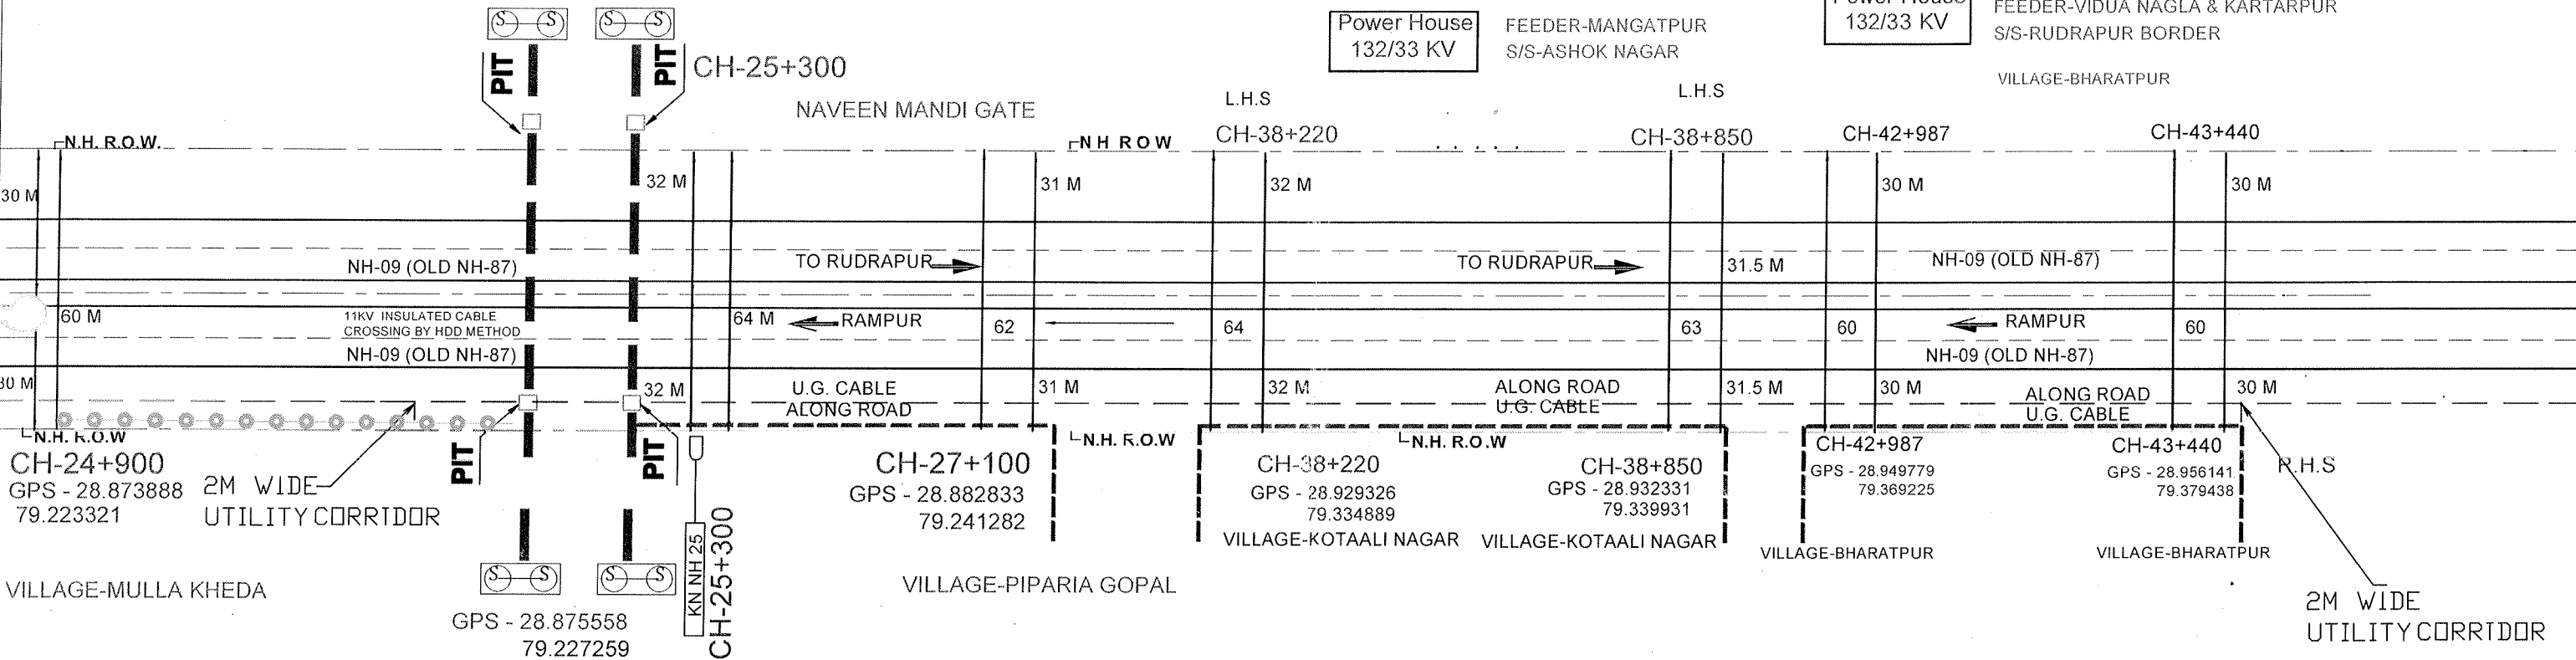 S S
S S
PIT
PIT
CH-25+300
NAVEEN MANDI GATE
Power House
132/33 KV
FEEDER-MANGATPUR
S/S-ASHOK NAGAR
Power House
132/33 KV
FEEDER-VIDUA NAGLA & KARTARPUR
S/S-RUDRAPUR BORDER
VILLAGE-BHARATPUR
L.H.S
L.H.S
N.H. R.O.W.
NH ROW
CH-38+220
CH-38+850
CH-42+987
CH-43+440
30 M
32 M
31 M
32 M
30 M
30 M
NH-09 (OLD NH-87)
TO RUDRAPUR
TO RUDRAPUR
31.5 M
NH-09 (OLD NH-87)
60 M
11KV INSULATED CABLE
CROSSING BY HDD METHOD
64 M
RAMPUR
62
64
63
60
RAMPUR
60
NH-09 (OLD NH-87)
NH-09 (OLD NH-87)
30 M
32 M
U.G. CABLE
ALONG ROAD
31 M
32 M
ALONG ROAD
U.G. CABLE
31.5 M
30 M
ALONG ROAD
U.G. CABLE
30 M
N.H. R.O.W
N.H. R.O.W
N.H. R.O.W
CH-24+900
GPS - 28.873888
79.223321
2M WIDE
UTILITY CORRIDOR
PIT
PIT
CH-27+100
GPS - 28.882833
79.241282
CH-38+220
GPS - 28.929326
79.334889
VILLAGE-KOTAALI NAGAR
CH-38+850
GPS - 28.932331
79.339931
VILLAGE-KOTAALI NAGAR
CH-42+987
GPS - 28.949779
79.369225
VILLAGE-BHARATPUR
CH-43+440
GPS - 28.956141
79.379438
VILLAGE-BHARATPUR
R.H.S
KN NH 25
CH-25+300
S S
S S
VILLAGE-MULLA KHEDA
GPS - 28.875558
79.227259
VILLAGE-PIPARIA GOPAL
2M WIDE
UTILITY CORRIDOR